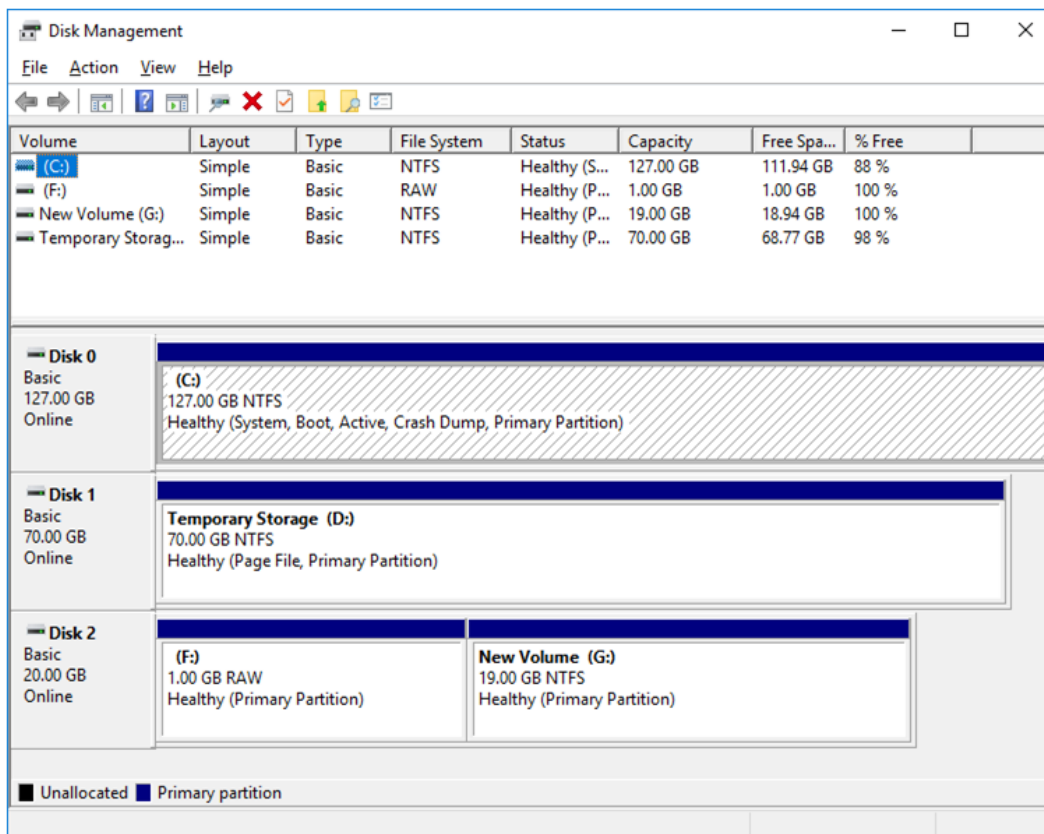 Disk Management
File Action View Help
Volume Layout Type File System Status Capacity Free Spa... % Free
(C:) Simple Basic NTFS Healthy (S... 127.00 GB 111.94 GB 88 %
(F:) Simple Basic RAW Healthy (P... 1.00 GB 1.00 GB 100 %
New Volume (G:) Simple Basic NTFS Healthy (P... 19.00 GB 18.94 GB 100 %
Temporary Storag... Simple Basic NTFS Healthy (P... 70.00 GB 68.77 GB 98 %
Disk 0
Basic
127.00 GB
Online
(C:)
127.00 GB NTFS
Healthy (System, Boot, Active, Crash Dump, Primary Partition)
Disk 1
Basic
70.00 GB
Online
Temporary Storage (D:)
70.00 GB NTFS
Healthy (Page File, Primary Partition)
Disk 2
Basic
20.00 GB
Online
(F:)
1.00 GB RAW
Healthy (Primary Partition)
New Volume (G:)
19.00 GB NTFS
Healthy (Primary Partition)
Unallocated Primary partition